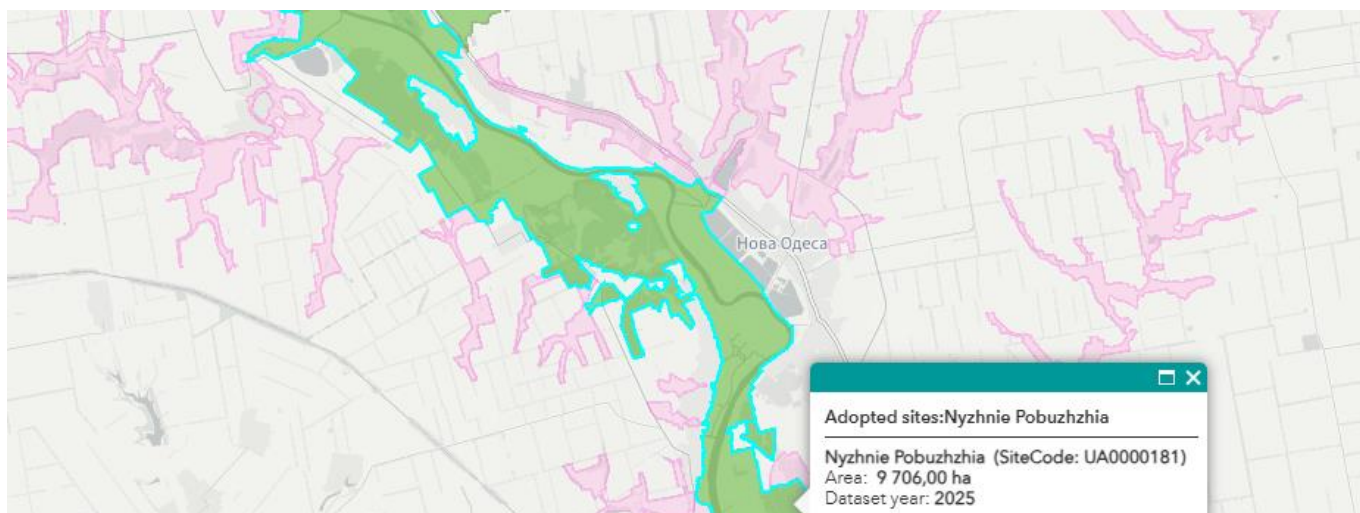 Нова Одеса
Adopted sites:Nyzhnie Pobuzhzhia
Nyzhnie Pobuzhzhia (SiteCode: UA0000181)
Area: 9 706,00 ha
Dataset year: 2025